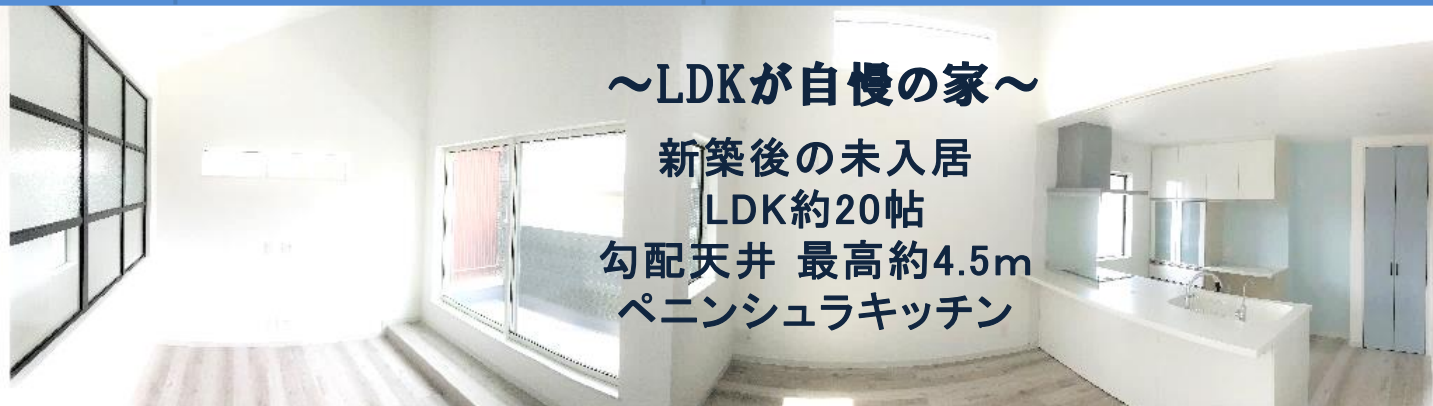 ～LDKが自慢の家～
新築後の未入居
LDK約20帖
勾配天井 最高約4.5m
ペニンシュラキッチン